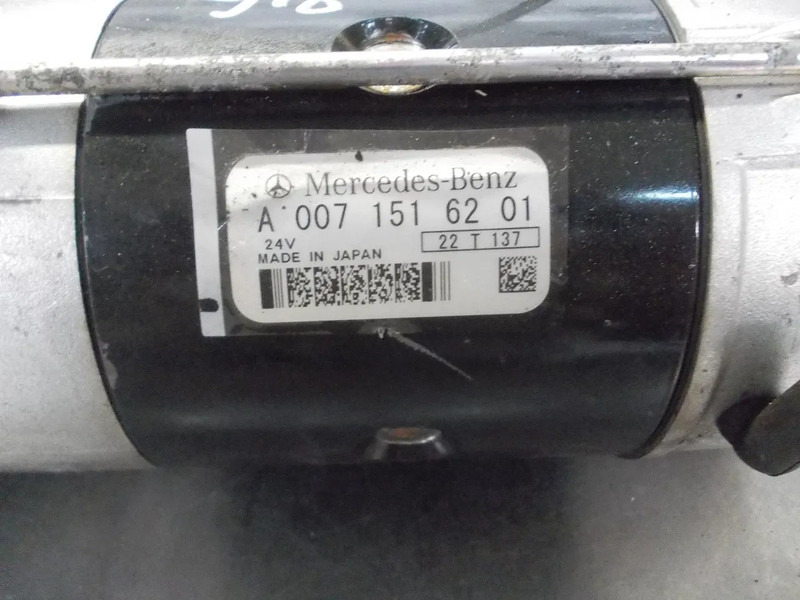 Mercedes-Benz
A 007 151 62 01
24V 22 T 137
MADE IN JAPAN